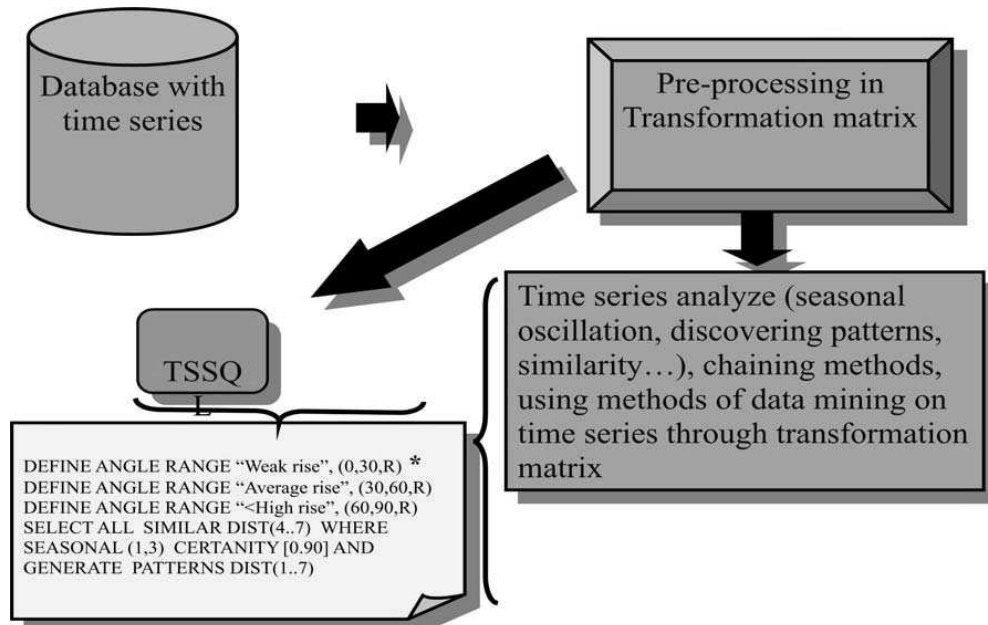 Database with
time series
Pre-processing in
Transformation matrix
Time series analyze (seasonal
oscillation, discovering patterns,
similarity…), chaining methods,
using methods of data mining on
time series through transformation
matrix
TSSQ
L
DEFINE ANGLE RANGE “Weak rise”, (0,30,R) *
DEFINE ANGLE RANGE “Average rise”, (30,60,R)
DEFINE ANGLE RANGE “<High rise”, (60,90,R)
SELECT ALL SIMILAR DIST(4..7) WHERE
SEASONAL (1,3) CERTANITY [0.90] AND
GENERATE PATTERNS DIST(1..7)